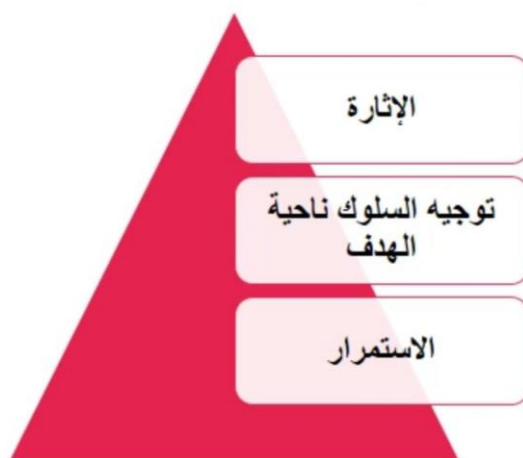 الإثارة
توجيه السلوك ناحية
الهدف
الاستمرار